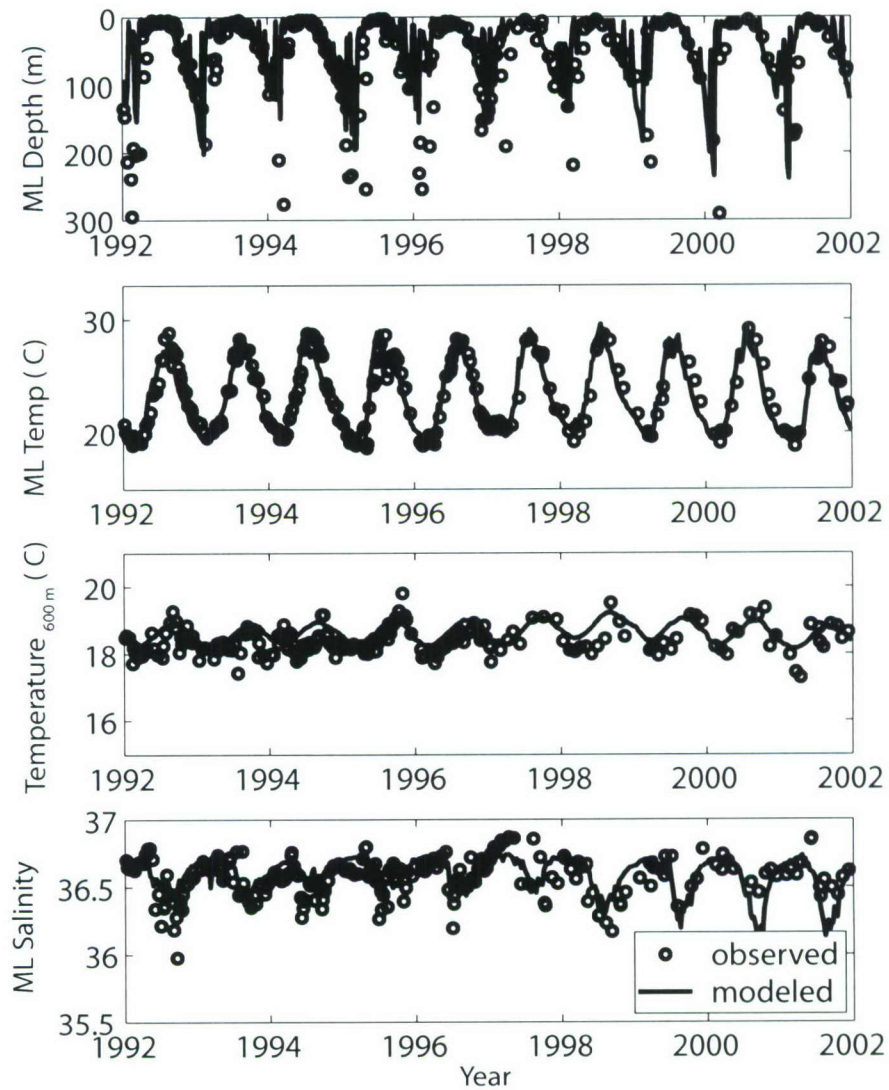 0
100
200
300
ML Depth (m)
1992 1994 1996 1998 2000 2002
30
20
ML Temp (C)
1992 1994 1996 1998 2000 2002
20
18
16
Temperature 600 m (C)
1992 1994 1996 1998 2000 2002
37
36.5
36
35.5
ML Salinity
observed
modeled
1992 1994 1996 1998 2000 2002
Year